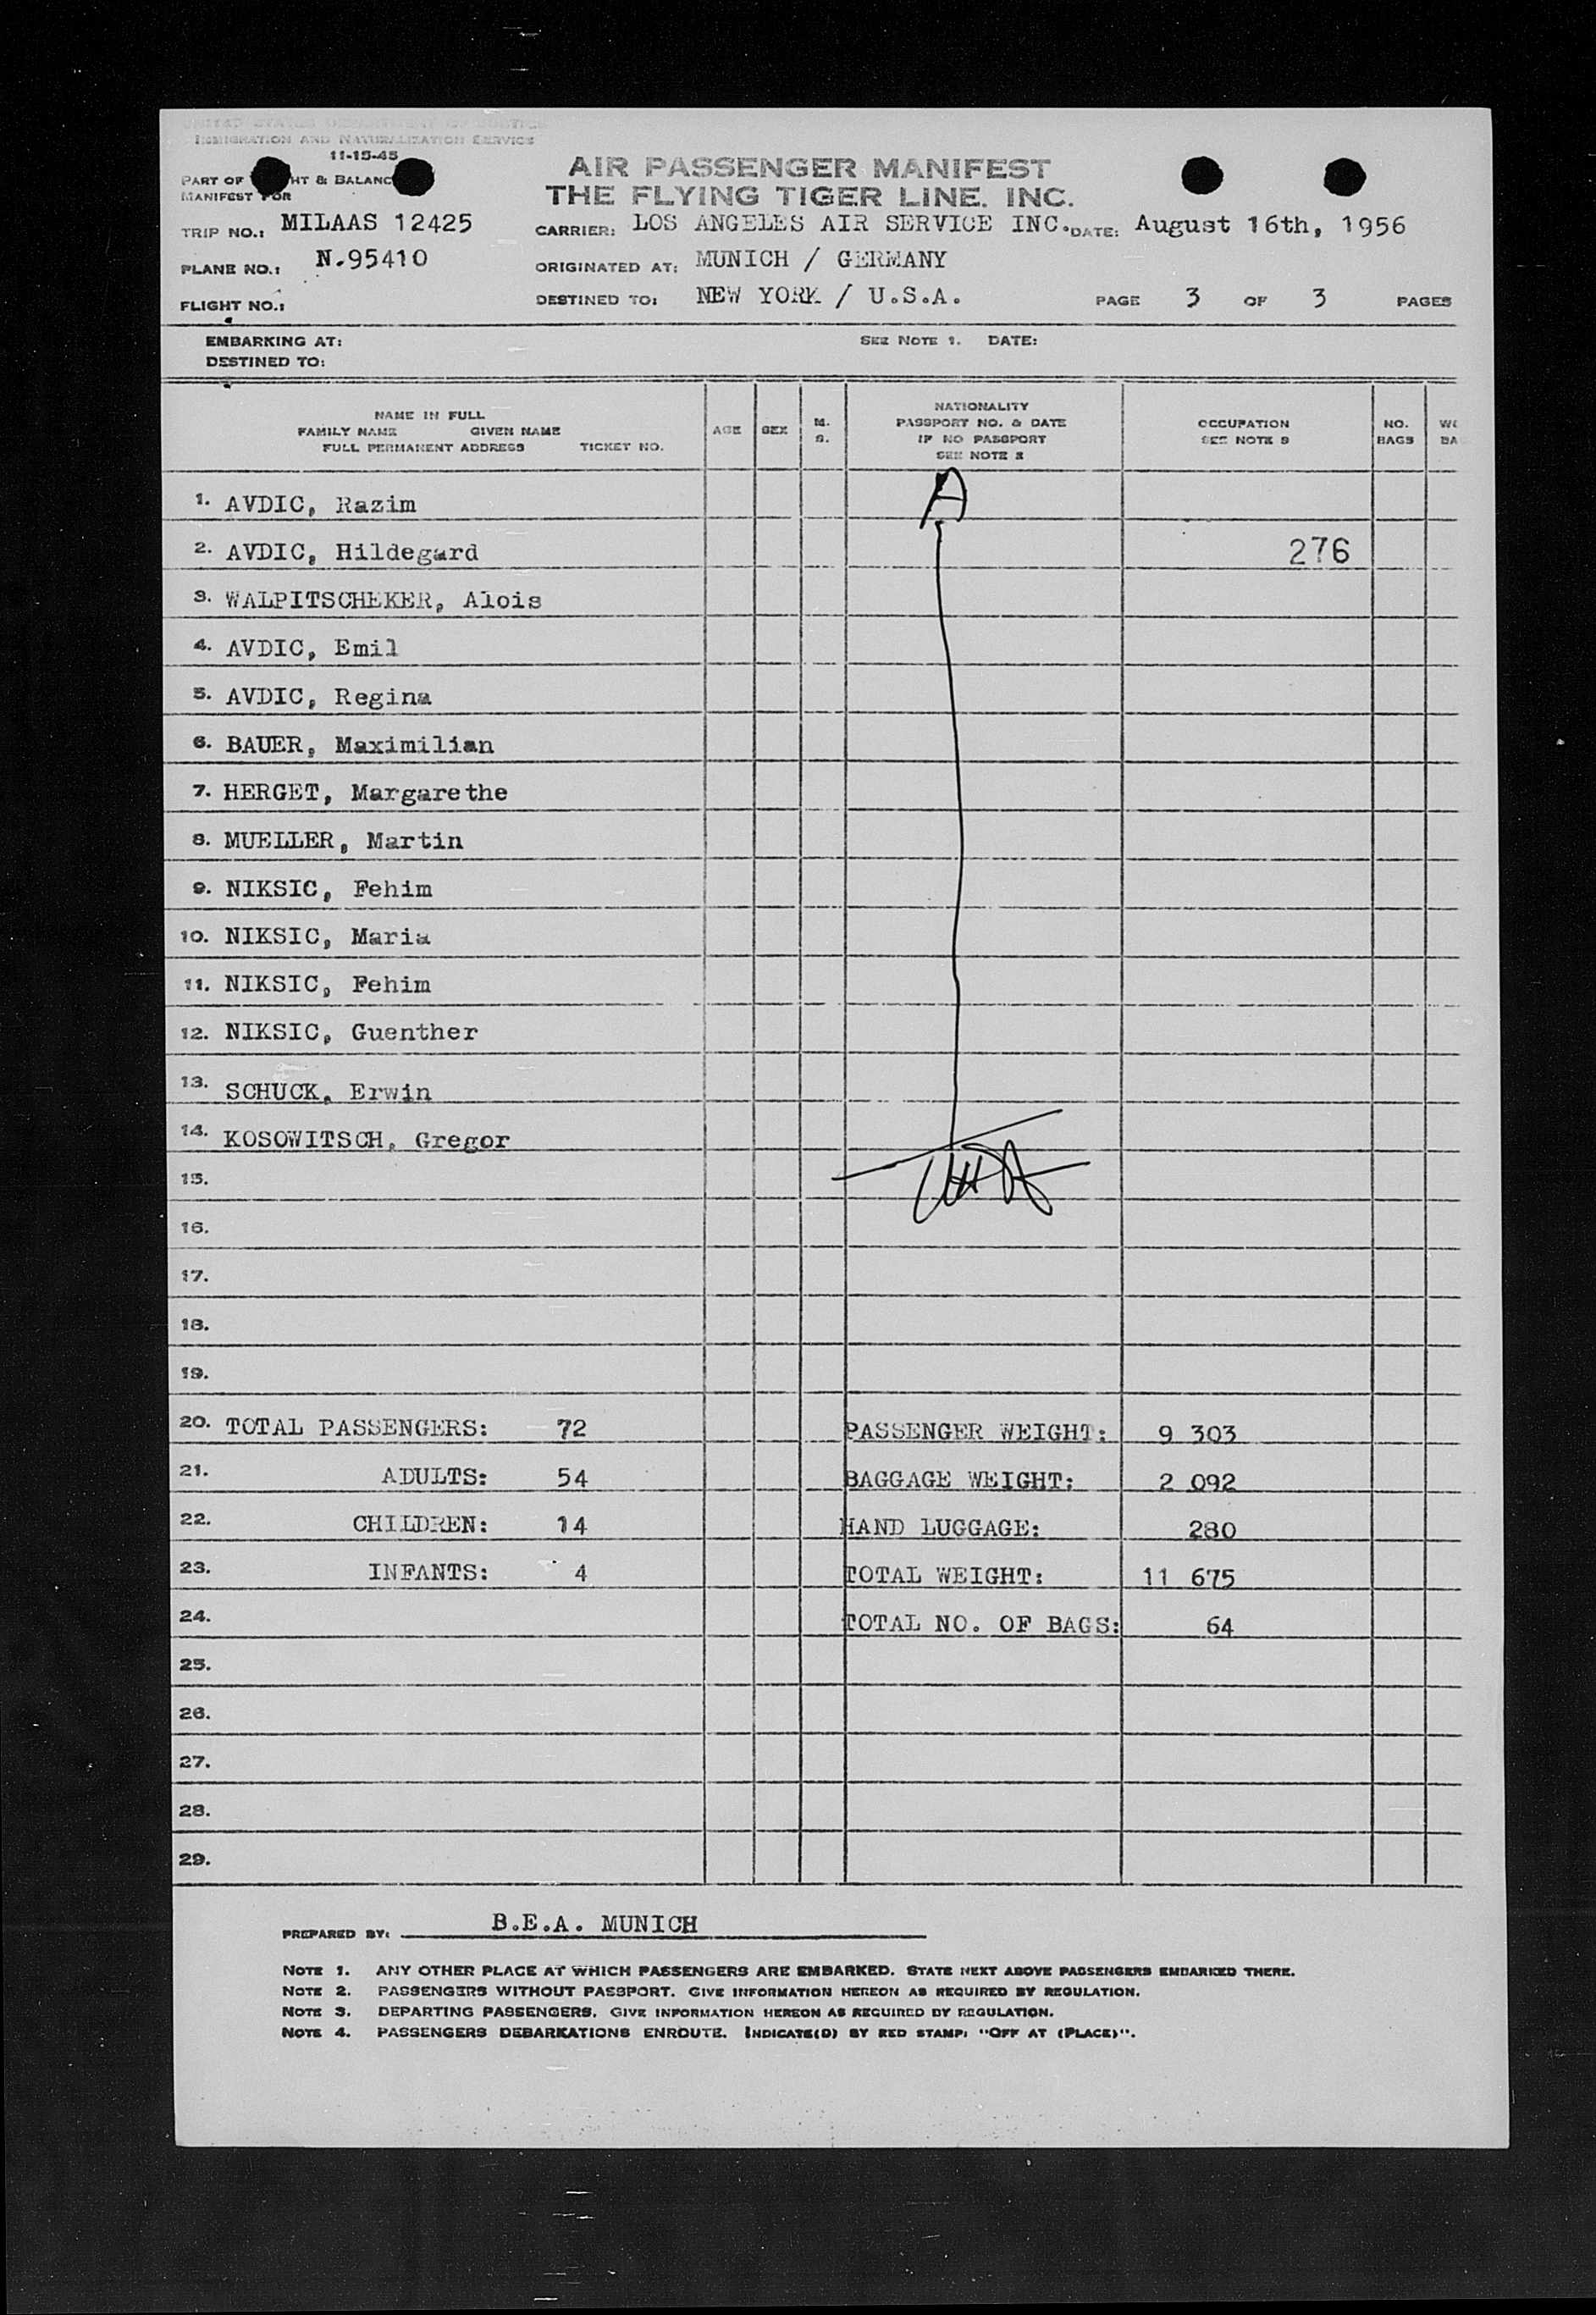 UNITED STATES DEPARTMENT OF JUSTICE
IMMIGRATION AND NATURALIZATION SERVICE
11-15-45
PART OF HT & BALANC
MANIFEST FOR
AIR PASSENGER MANIFEST
THE FLYING TIGER LINE. INC.
TRIP NO.: MILAAS 12425 CARRIER: LOS ANGELES AIR SERVICE INC. DATE: August 16th, 1956
PLANE NO.: N.95410 ORIGINATED AT: MUNICH / GERMANY
FLIGHT NO.: DESTINED TO: NEW YORK / U.S.A. PAGE 3 OF 3 PAGES
EMBARKING AT: SEE NOTE 1. DATE:
DESTINED TO:
NAME IN FULL
FAMILY NAME GIVEN NAME
FULL PERMANENT ADDRESS TICKET NO.
AGE SEX M. S.
NATIONALITY
PASSPORT NO. & DATE
IF NO PASSPORT
SEE NOTE 2
OCCUPATION
SEE NOTE 3
NO.
BAGS
WE
BA
1. AVDIC, Razim A
2. AVDIC, Hildegard 276
3. WALPITSCHEKER, Alois
4. AVDIC, Emil
5. AVDIC, Regina
6. BAUER, Maximilian
7. HERGET, Margarethe
8. MUELLER, Martin
9. NIKSIC, Fehim
10. NIKSIC, Maria
11. NIKSIC, Fehim
12. NIKSIC, Guenther
13. SCHUCK, Erwin
14. KOSOWITSCH, Gregor
15.
16.
17.
18.
19.
20. TOTAL PASSENGERS: 72 PASSENGER WEIGHT: 9 303
21. ADULTS: 54 BAGGAGE WEIGHT: 2 092
22. CHILDREN: 14 HAND LUGGAGE: 280
23. INFANTS: 4 TOTAL WEIGHT: 11 675
24. TOTAL NO. OF BAGS: 64
25.
26.
27.
28.
29.
PREPARED BY: B.E.A. MUNICH
NOTE 1. ANY OTHER PLACE AT WHICH PASSENGERS ARE EMBARKED. STATE NEXT ABOVE PASSENGERS EMBARKED THERE.
NOTE 2. PASSENGERS WITHOUT PASSPORT. GIVE INFORMATION HEREON AS REQUIRED BY REGULATION.
NOTE 3. DEPARTING PASSENGERS. GIVE INFORMATION HEREON AS REQUIRED BY REGULATION.
NOTE 4. PASSENGERS DEBARKATIONS ENROUTE. INDICATE(D) BY RED STAMP: "OFF AT (PLACE)".